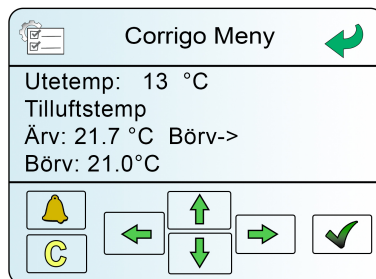 Corrigo Meny
Utetemp: 13 °C
Tilluftstemp
Ärv: 21.7 °C Börv->
Börv: 21.0°C
C